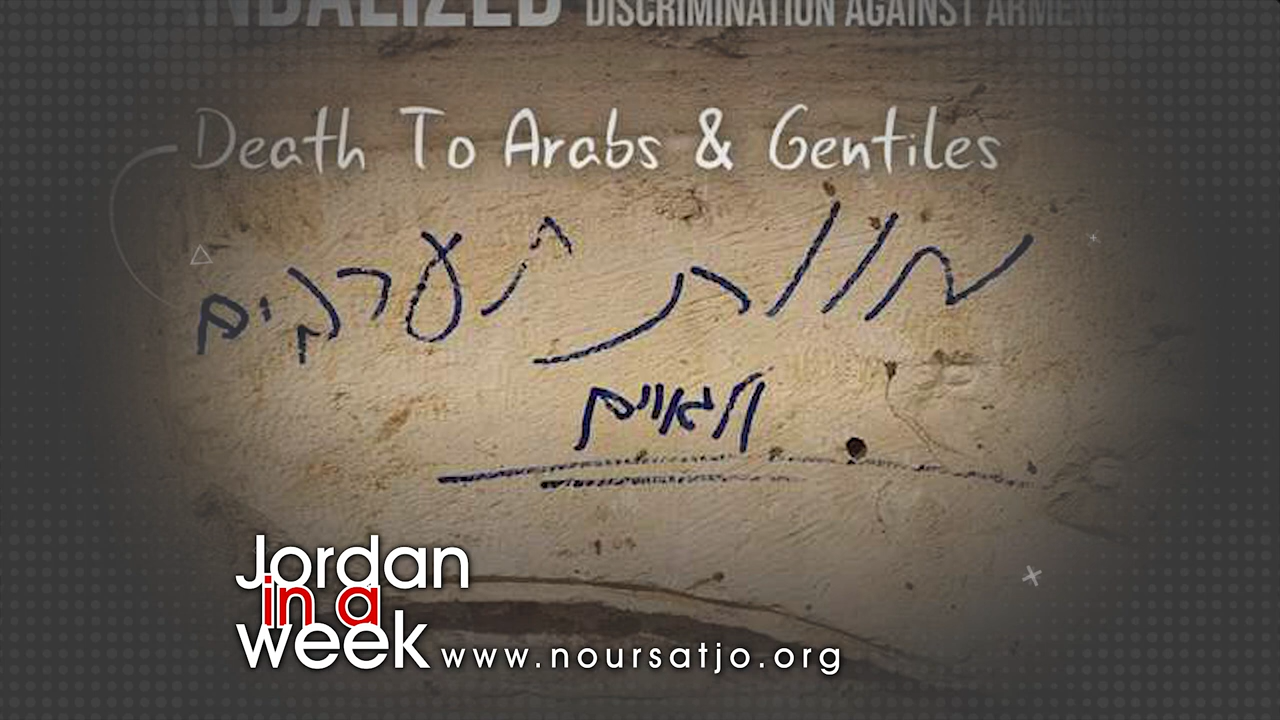 DISCRIMINATION AGAINST
Death To Arabs & Gentiles
מוות לערבים
Jordan
in a
week www.noursatjo.org